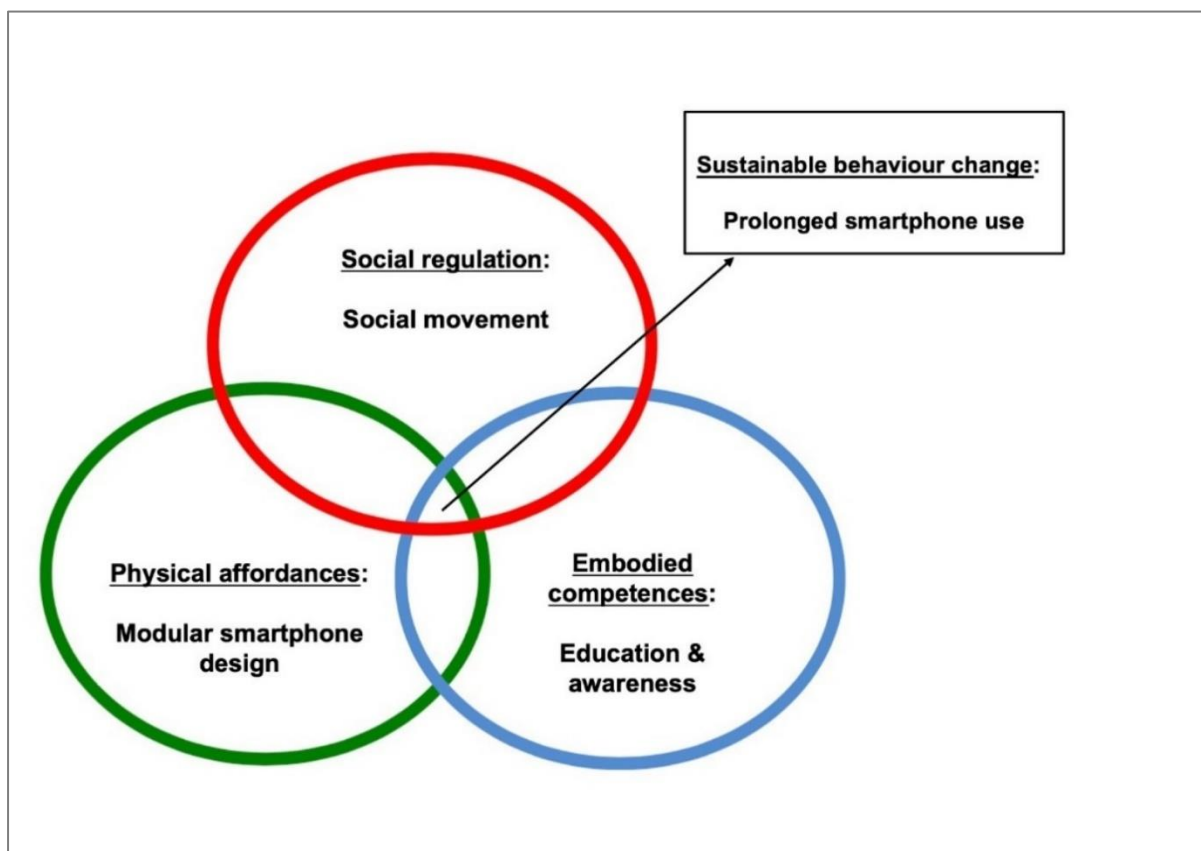 Sustainable behaviour change:
Prolonged smartphone use
Social regulation:
Social movement
Physical affordances:
Modular smartphone
design
Embodied
competences:
Education &
awareness